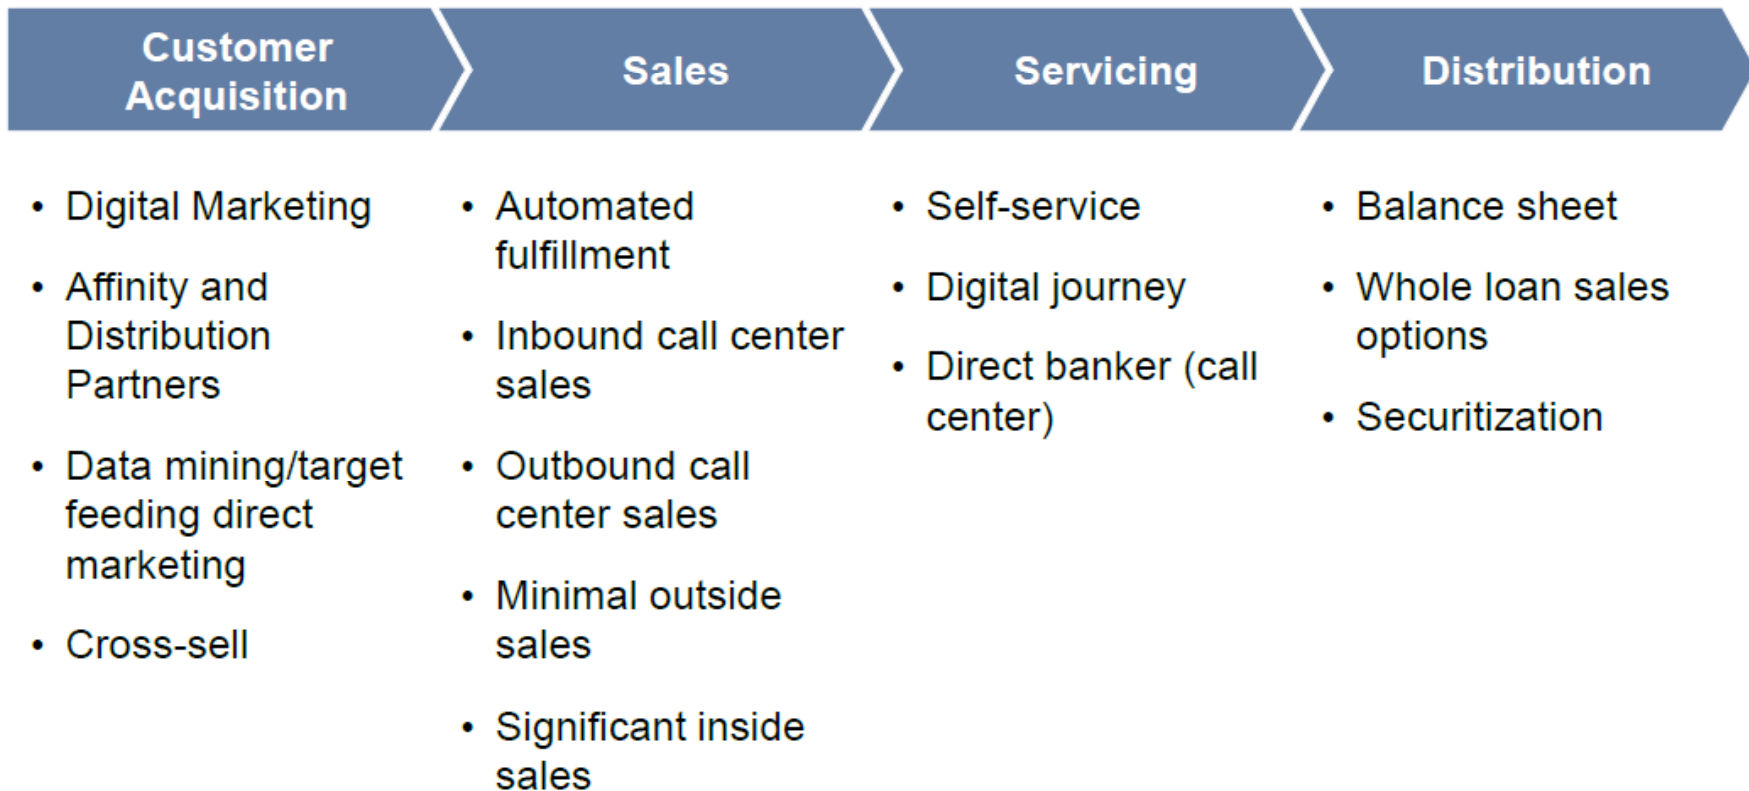 Customer
Acquisition
Sales
Servicing
Distribution
• Digital Marketing
• Affinity and
Distribution
Partners
• Data mining/target
feeding direct
marketing
• Cross-sell
• Automated
fulfillment
• Inbound call center
sales
• Outbound call
center sales
• Minimal outside
sales
• Significant inside
sales
• Self-service
• Digital journey
• Direct banker (call
center)
• Balance sheet
• Whole loan sales
options
• Securitization